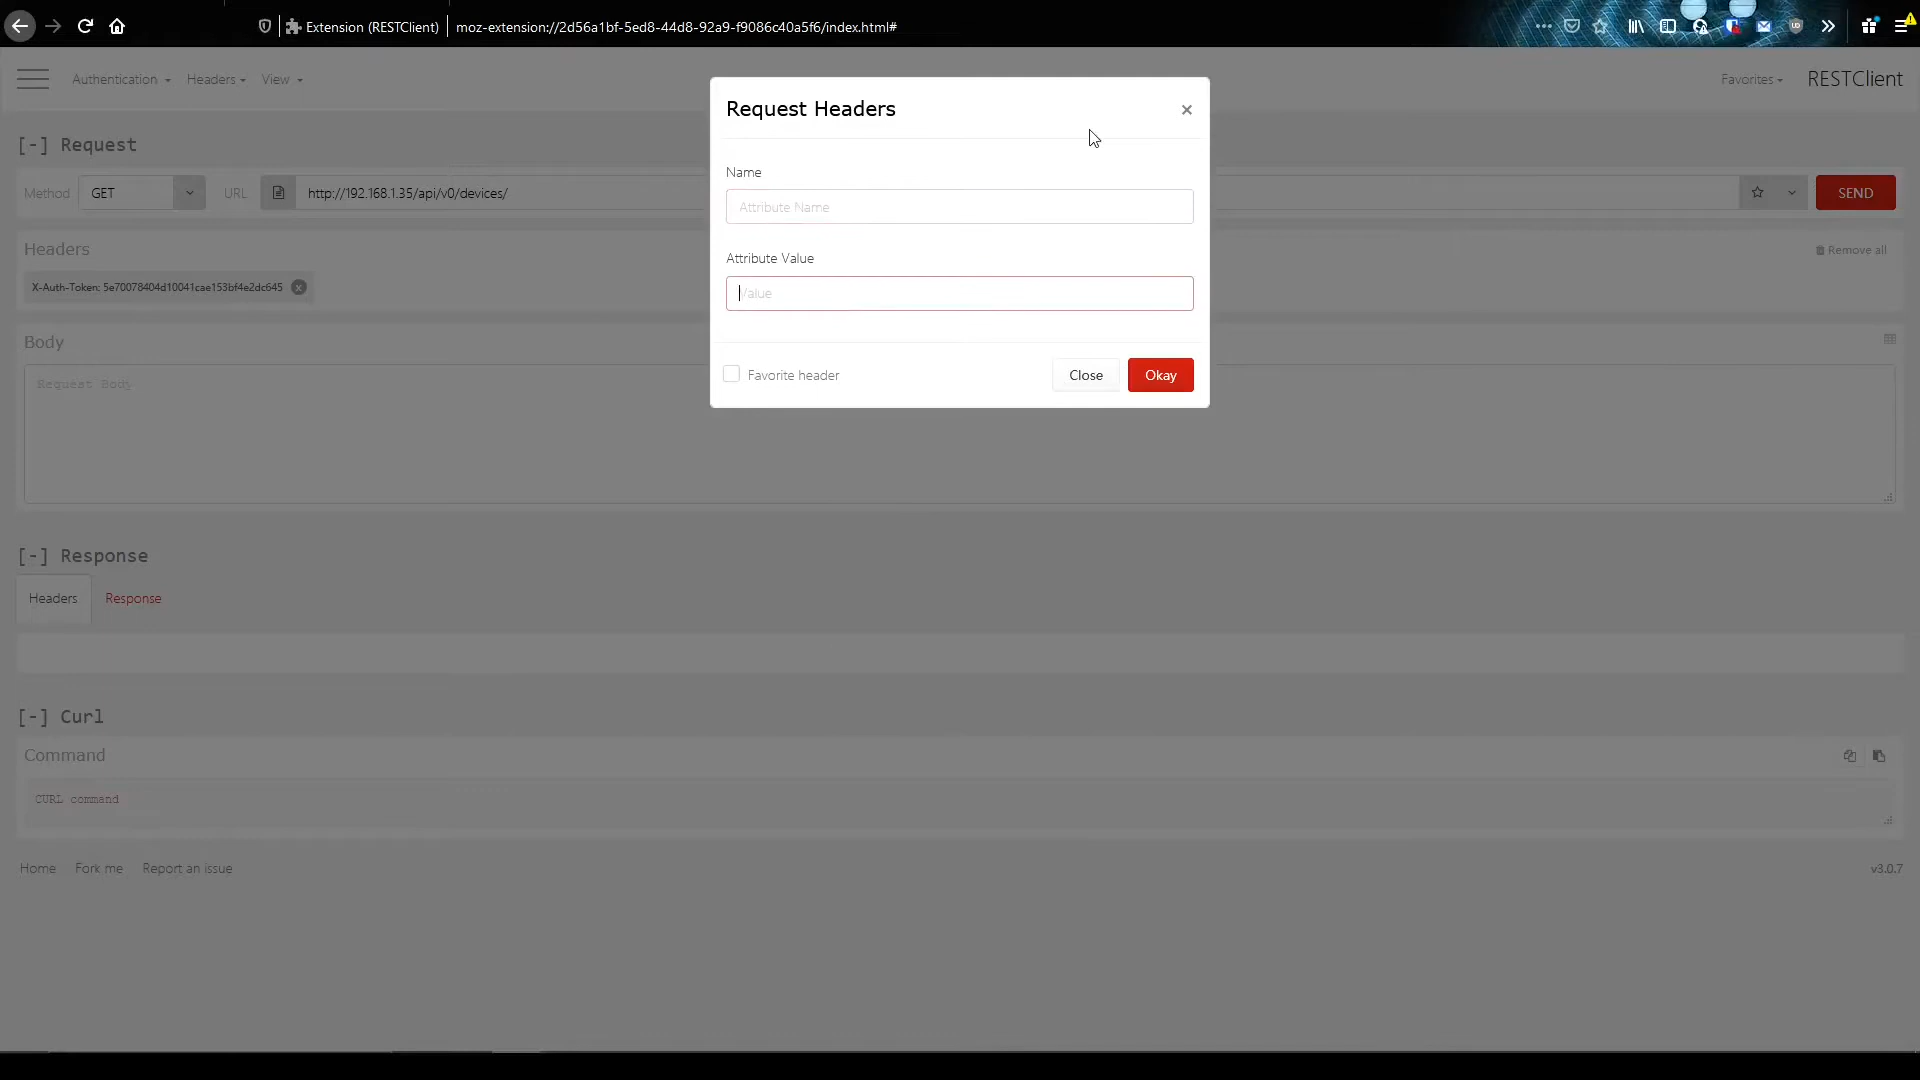 Extension (RESTClient) moz-extension://2d56a1bf-5ed8-44d8-92a9-f9086c40a5f6/index.html#
Authentication Headers View Favorites RESTClient
Request Headers ×
[-] Request
Name
Method GET URL http://192.168.1.35/api/v0/devices/ SEND
Attribute Name
Headers Remove all
Attribute Value
X-Auth-Token: 5e70078404d10041cae153bf4e2dc645
Value
Body
Favorite header Close Okay
Request Body
[-] Response
Headers Response
[-] Curl
Command
CURL command
Home Fork me Report an issue v3.0.7